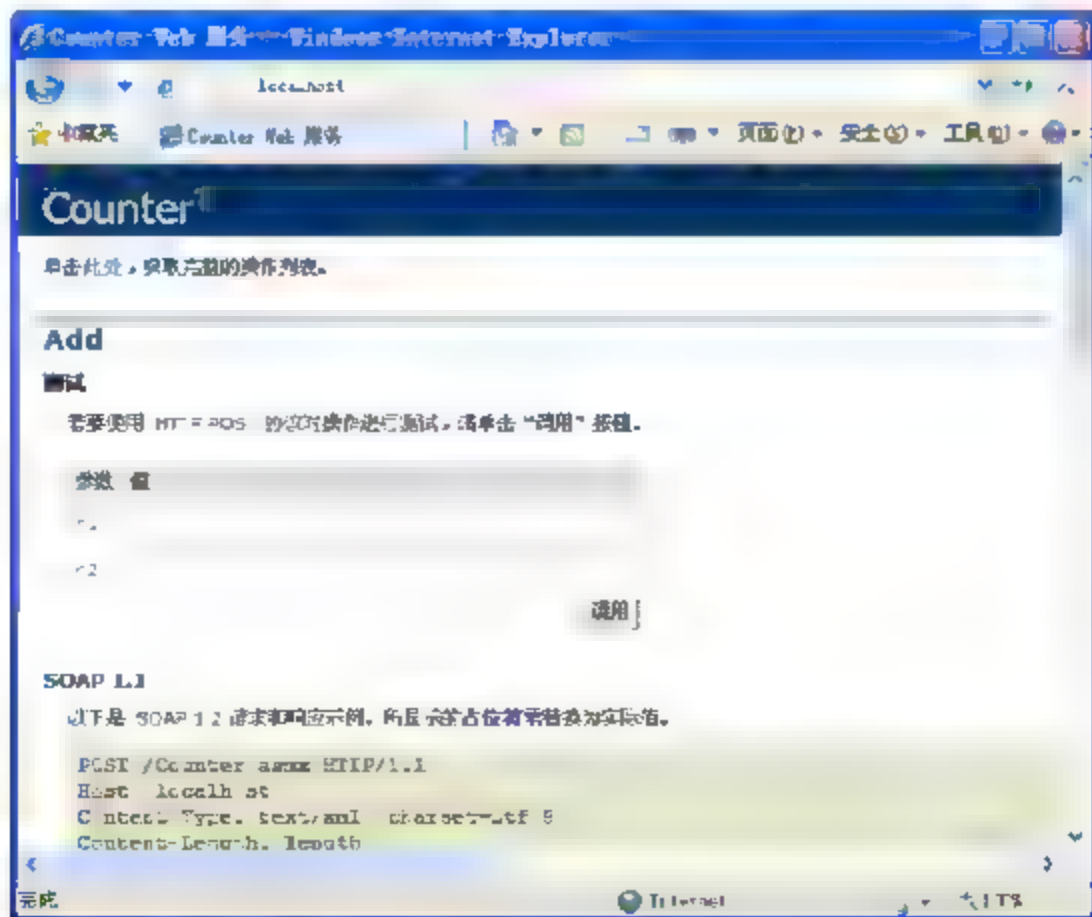 Counter Web 服务 - Windows Internet Explorer
localhost
收藏夹 Counter Web 服务 页面(P) 安全(S) 工具(O)
Counter
单击此处，获取完整的操作列表。
Add
测试
若要使用 HTTP POST 协议对操作进行测试，请单击“调用”按钮。
参数 值
调用
SOAP 1.1
以下是 SOAP 1.2 请求和响应示例。所显示的占位符需替换为实际值。
POST /Counter.asmx HTTP/1.1
Host: localhost
Content-Type: text/xml; charset=utf-8
Content-Length: length
完成 Internet